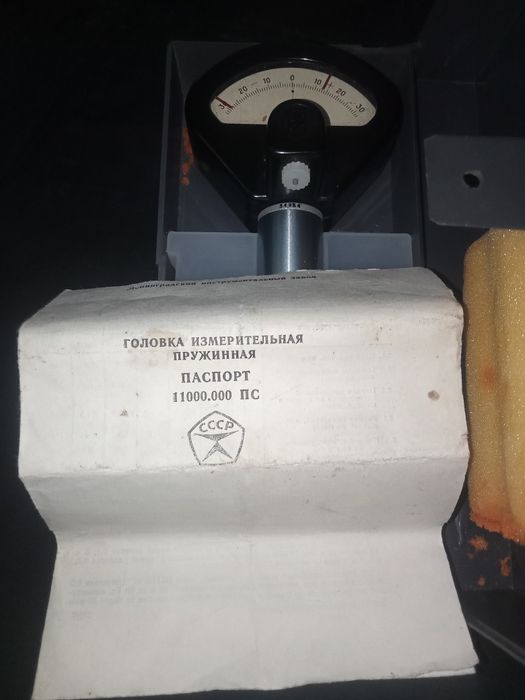 30 20 - 10 0 10 + 20 30
ЛЕНИНГРАДСКИЙ ИНСТРУМЕНТАЛЬНЫЙ ЗАВОД
ГОЛОВКА ИЗМЕРИТЕЛЬНАЯ
ПРУЖИННАЯ
ПАСПОРТ
11000.000 ПС
СССР